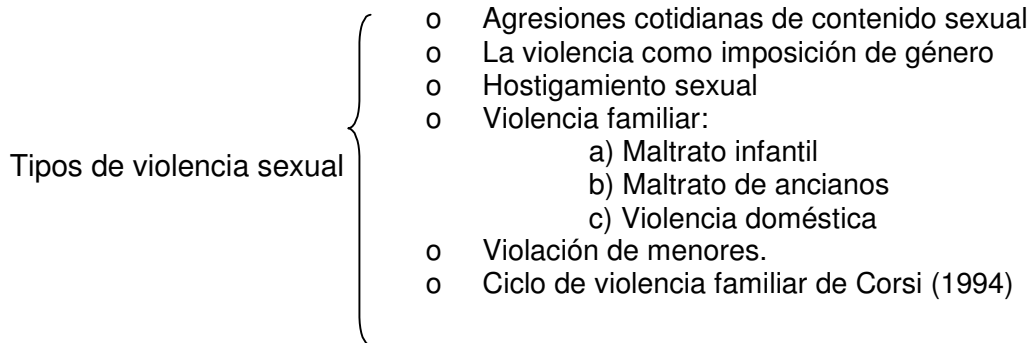 o Agresiones cotidianas de contenido sexual
o La violencia como imposición de género
o Hostigamiento sexual
o Violencia familiar:
a) Maltrato infantil
Tipos de violencia sexual
b) Maltrato de ancianos
c) Violencia doméstica
o Violación de menores.
o Ciclo de violencia familiar de Corsi (1994)